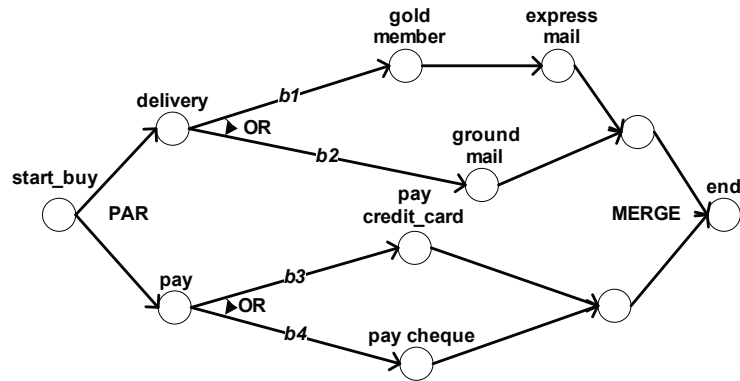 gold
member
express
mail
delivery
b1
OR
b2
ground
mail
start_buy
PAR
pay
credit_card
MERGE
end
pay
b3
OR
b4
pay cheque